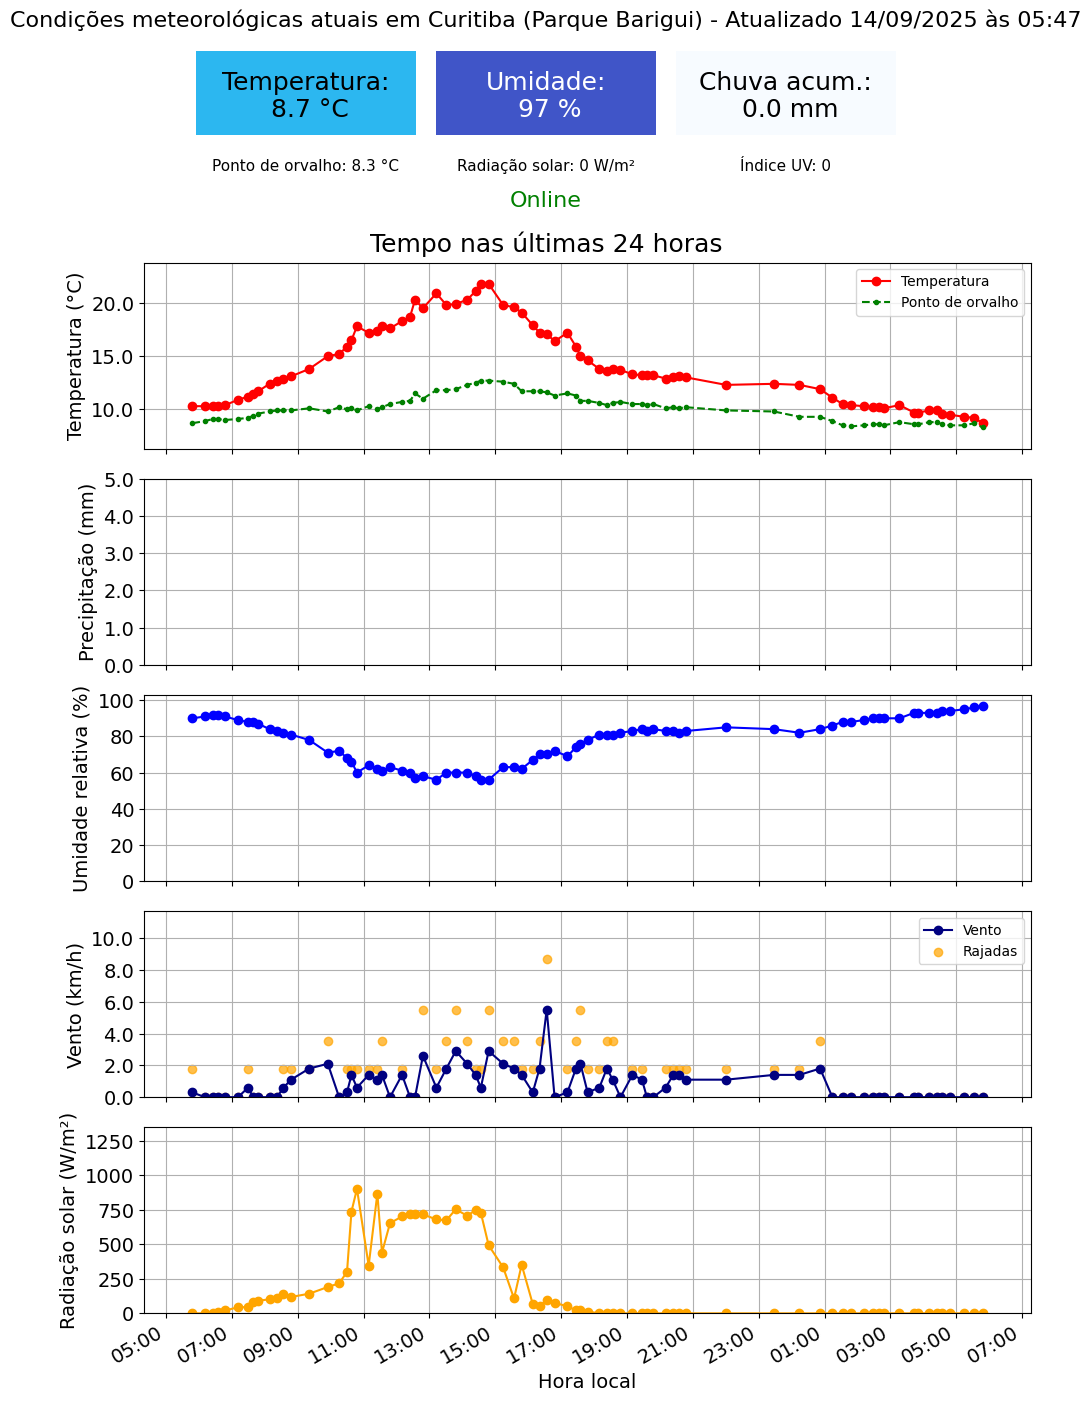 Condições meteorológicas atuais em Curitiba (Parque Barigui) - Atualizado 14/09/2025 às 05:47
Temperatura:
8.7 °C
Umidade:
97 %
Chuva acum.:
0.0 mm
Ponto de orvalho: 8.3 °C
Radiação solar: 0 W/m²
Índice UV: 0
Online
Tempo nas últimas 24 horas
Temperatura (°C)
20.0
15.0
10.0
Temperatura
Ponto de orvalho
Precipitação (mm)
5.0
4.0
3.0
2.0
1.0
0.0
Umidade relativa (%)
100
80
60
40
20
0
Vento (km/h)
10.0
8.0
6.0
4.0
2.0
0.0
Vento
Rajadas
Radiação solar (W/m²)
1250
1000
750
500
250
0
05:00
07:00
09:00
11:00
13:00
15:00
17:00
19:00
21:00
23:00
01:00
03:00
05:00
07:00
Hora local